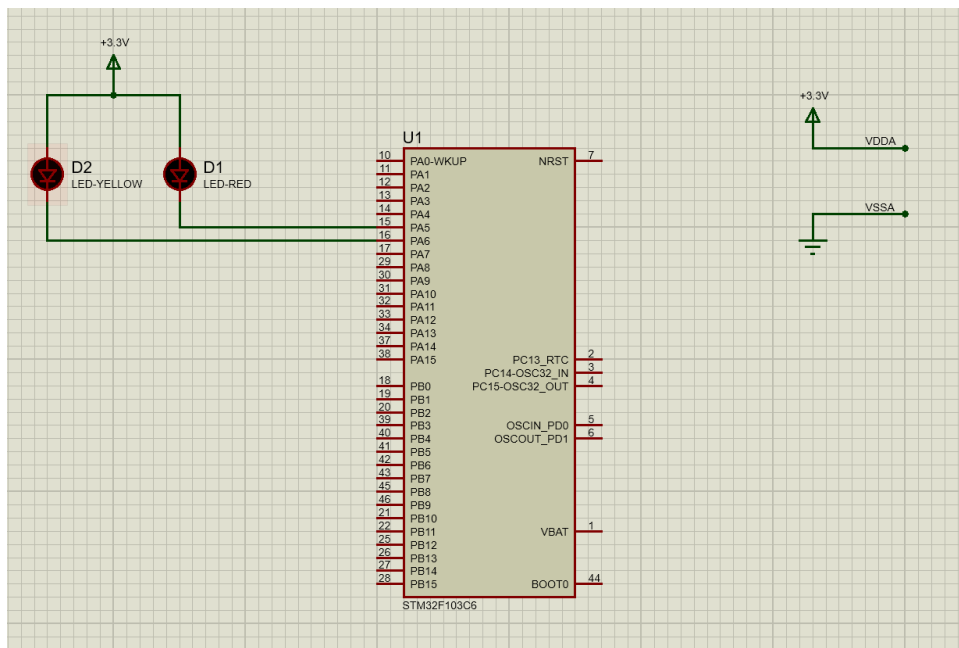 +3.3V
D2
LED-YELLOW
D1
LED-RED
U1
10 PA0-WKUP
11 PA1
12 PA2
13 PA3
14 PA4
15 PA5
16 PA6
17 PA7
29 PA8
30 PA9
31 PA10
32 PA11
33 PA12
34 PA13
37 PA14
38 PA15
18 PB0
19 PB1
20 PB2
39 PB3
40 PB4
41 PB5
42 PB6
43 PB7
45 PB8
46 PB9
21 PB10
22 PB11
25 PB12
26 PB13
27 PB14
28 PB15
NRST 7
PC13_RTC 2
PC14-OSC32_IN 3
PC15-OSC32_OUT 4
OSCIN_PD0 5
OSCOUT_PD1 6
VBAT 1
BOOT0 44
STM32F103C6
+3.3V
VDDA
VSSA